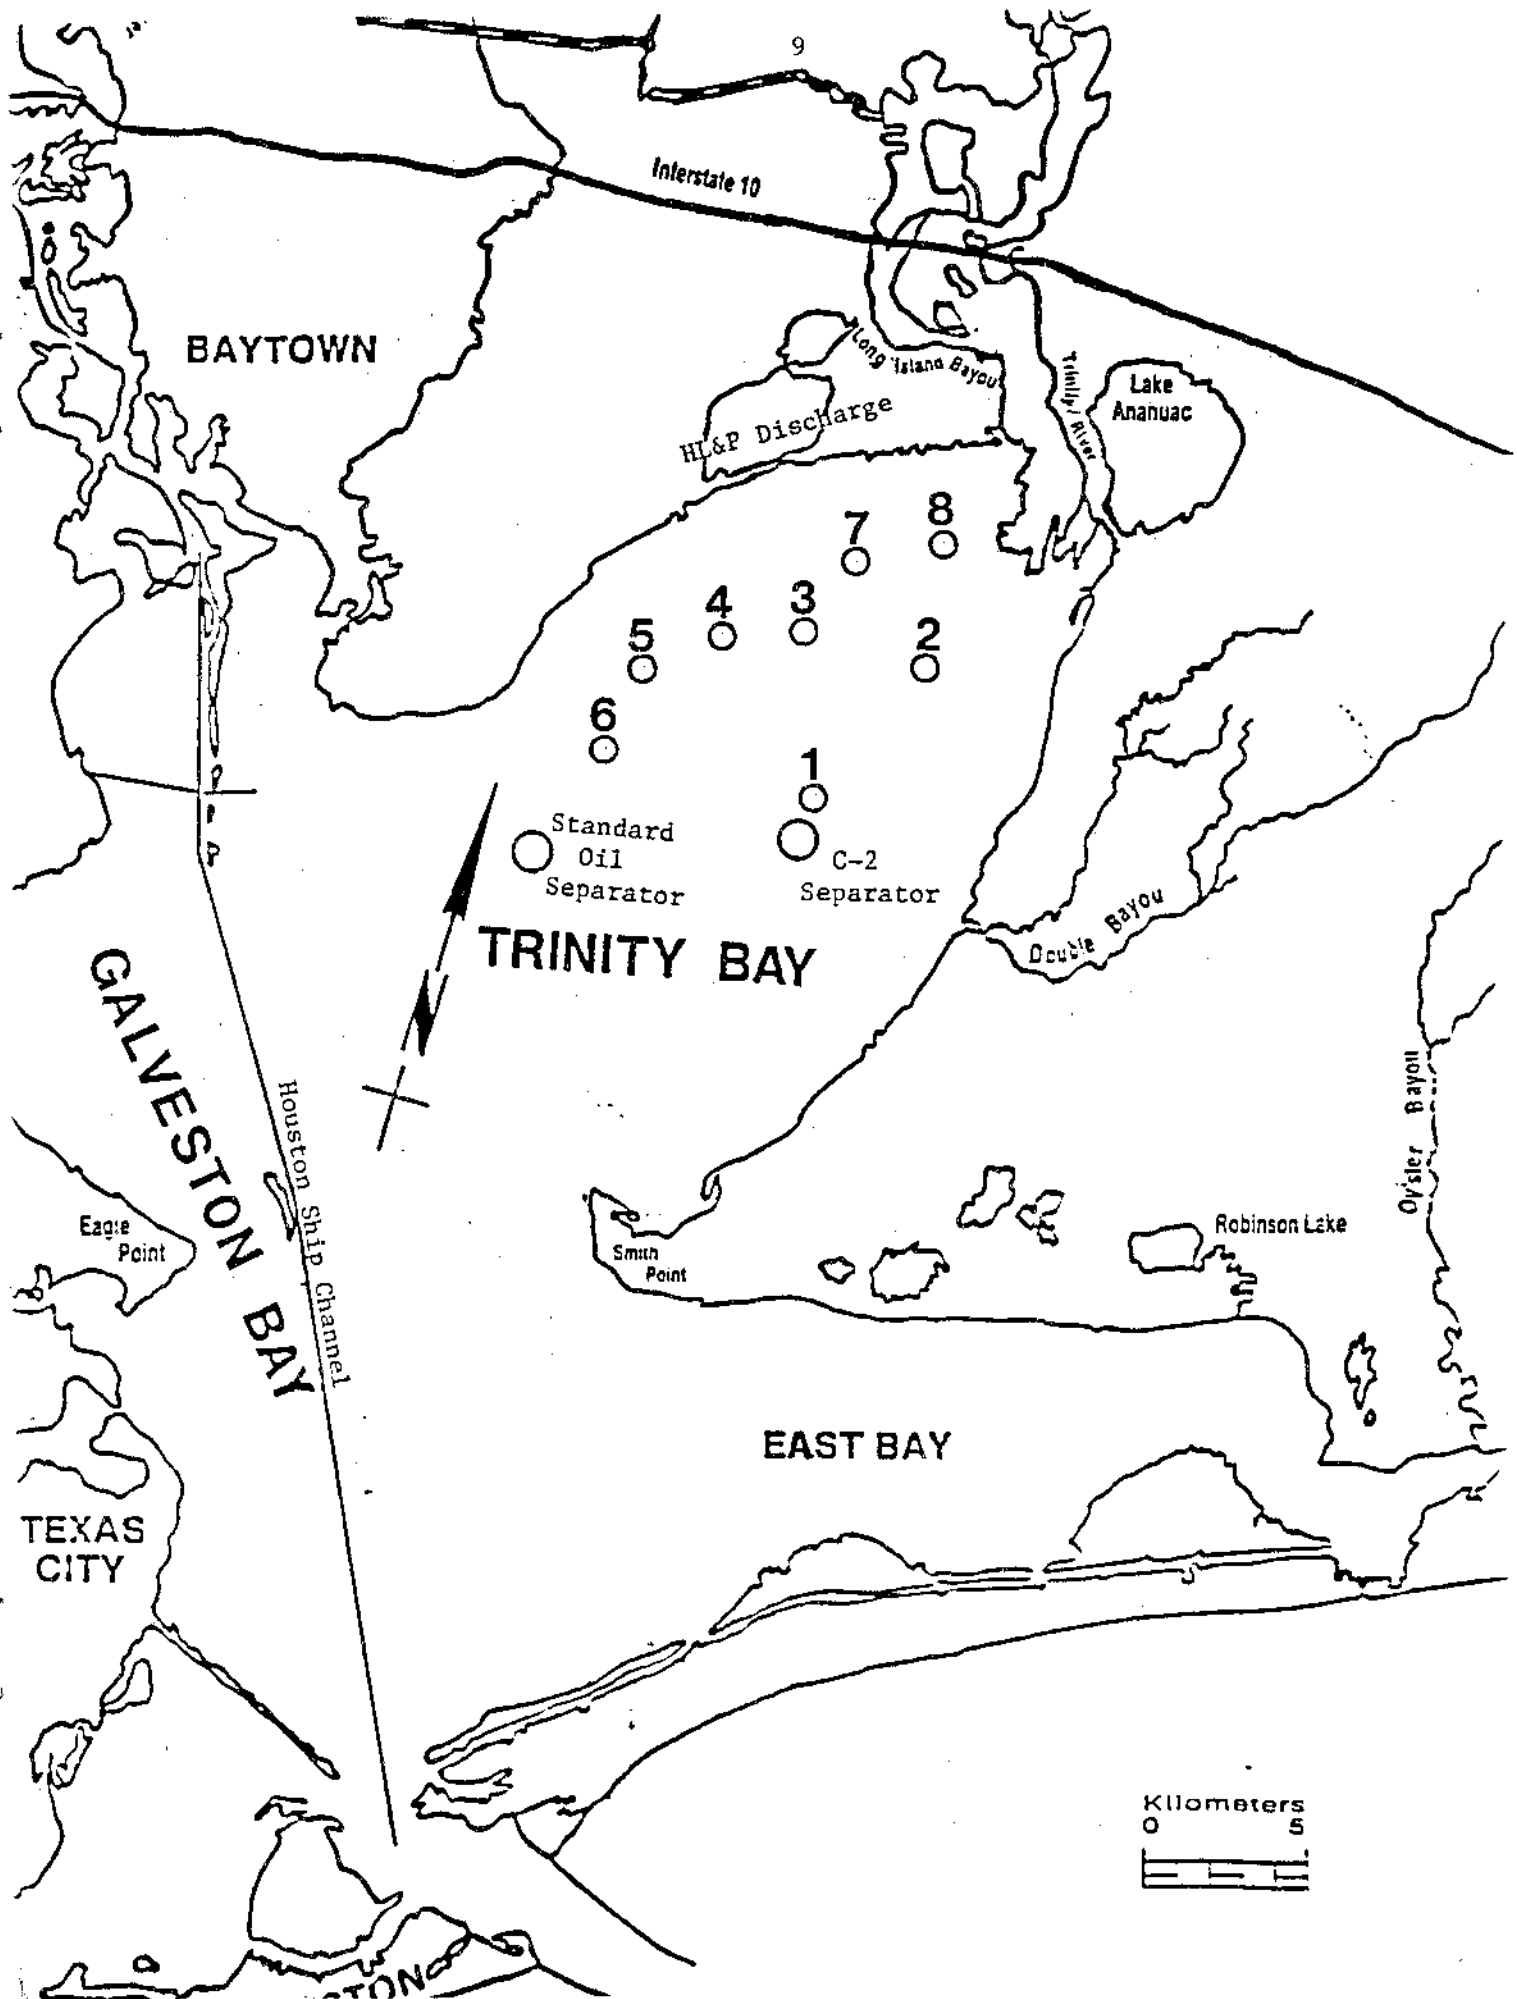 9
Interstate 10
BAYTOWN
Long Island Bayou
Trinity River
Lake
Ananuac
HL&P Discharge
8
7
4
3
5
2
6
1
Standard
Oil
Separator
C-2
Separator
TRINITY BAY
Double Bayou
GALVESTON BAY
Houston Ship Channel
Oyster Bayou
Eagle
Point
Smith
Point
Robinson Lake
EAST BAY
TEXAS
CITY
Kilometers
0 5
STON